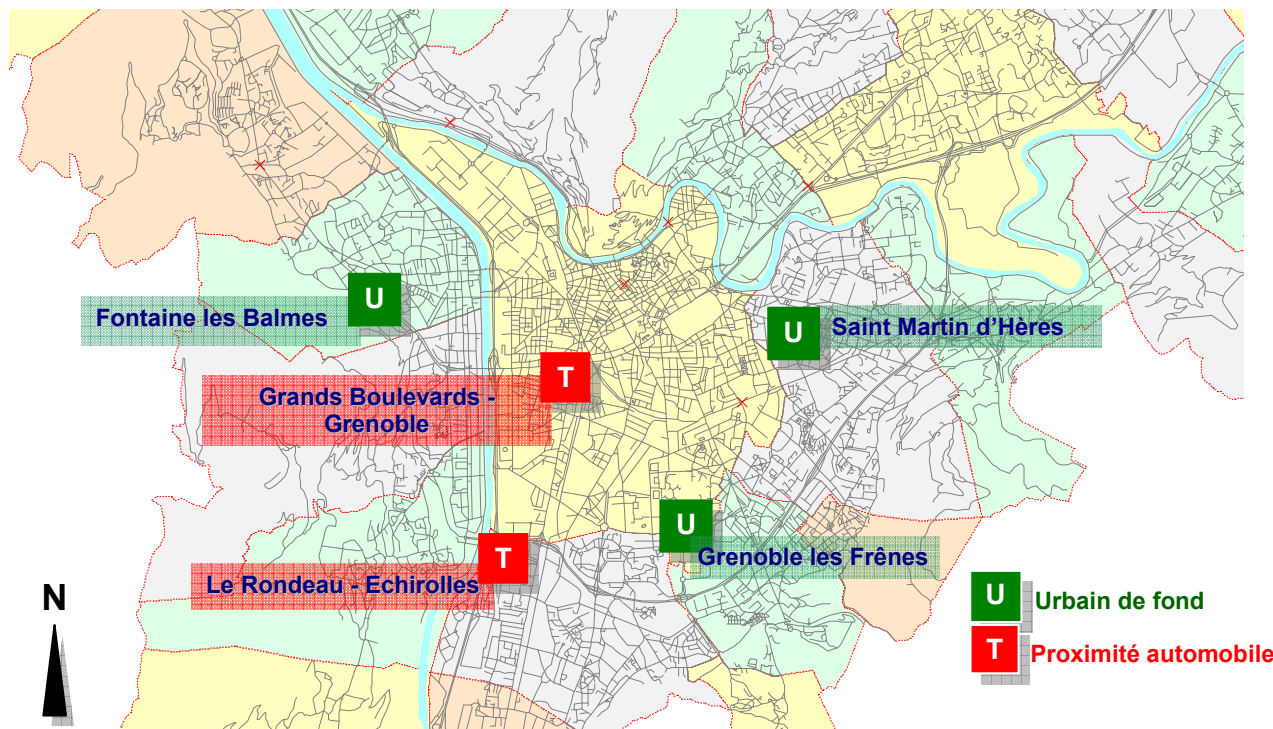 U
Fontaine les Balmes
U
Saint Martin d'Hères
T
Grands Boulevards -
Grenoble
U
Grenoble les Frênes
T
Le Rondeau - Echirolles
N
U
Urbain de fond
T
Proximité automobile